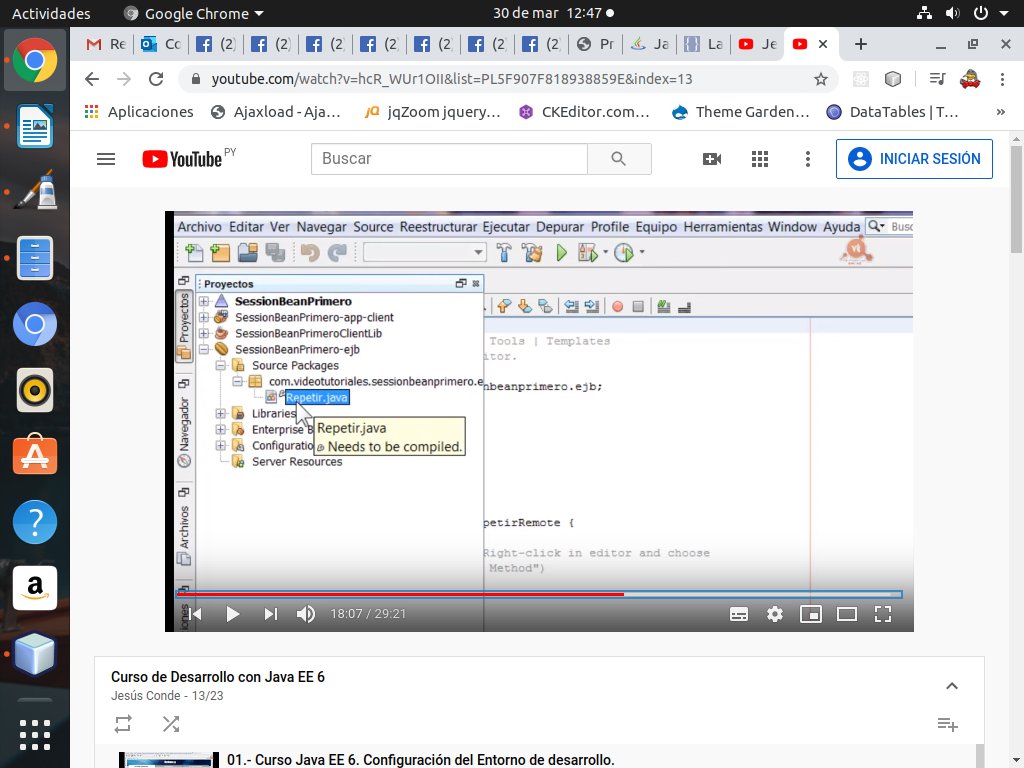 Actividades
Google Chrome
30 de mar 12:47
Re
Cc
(2)
(2)
(2)
(2)
(2)
(2)
(2)
Pr
Ja
La
Je
youtube.com/watch?v=hcR_WUr1OII&list=PL5F907F818938859E&index=13
Aplicaciones
Ajaxload - Aja...
jQ
jqZoom jquery...
CKEditor.com...
Theme Garden...
DataTables | T...
»
YouTube PY
Buscar
INICIAR SESIÓN
Archivo Editar Ver Navegar Source Reestructurar Ejecutar Depurar Profile Equipo Herramientas Window Ayuda
Busc
Proyectos
Proyectos
SessionBeanPrimero
SessionBeanPrimero-app-client
SessionBeanPrimeroClientLib
SessionBeanPrimero-ejb
Source Packages
com.videotutoriales.sessionbeanprimero.e
Repetir.java
Libraries
Enterprise B
Configuratio
Server Resources
Repetir.java
Needs to be compiled.
Navegador
Archivos
iones
Tools | Templates
itor.
nbeanprimero.ejb;
petirRemote {
Right-click in editor and choose
Method")
18:07 / 29:21
Curso de Desarrollo con Java EE 6
Jesús Conde - 13/23
01.- Curso Java EE 6. Configuración del Entorno de desarrollo.